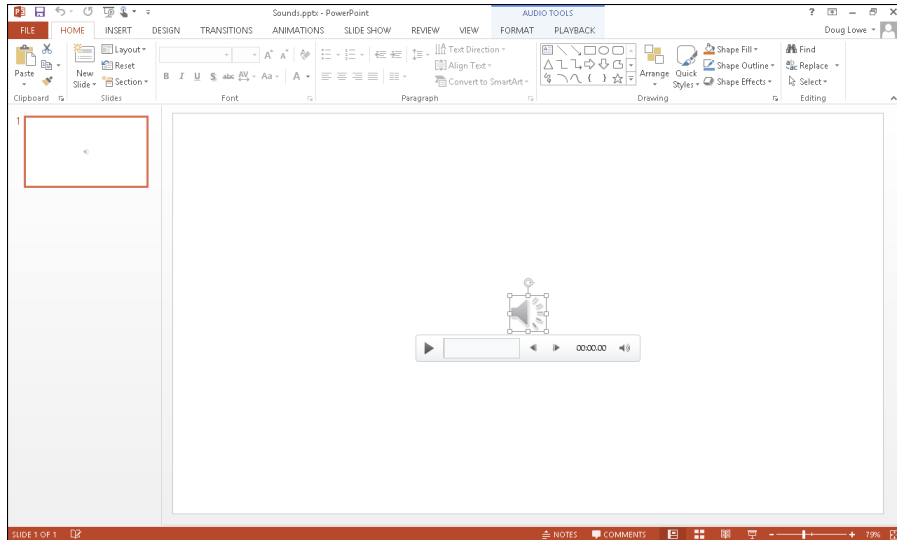 Sounds.pptx - PowerPoint
AUDIO TOOLS
?
FILE HOME INSERT DESIGN TRANSITIONS ANIMATIONS SLIDE SHOW REVIEW VIEW FORMAT PLAYBACK Doug Lowe
Paste
New Slide
Layout
Reset
Section
B I U S abc AV Aa A
A A
Text Direction
Align Text
Convert to SmartArt
Arrange
Quick Styles
Shape Fill
Shape Outline
Shape Effects
Find
Replace
Select
Clipboard Slides Font Paragraph Drawing Editing
1
00:00.00
SLIDE 1 OF 1 NOTES COMMENTS 79%